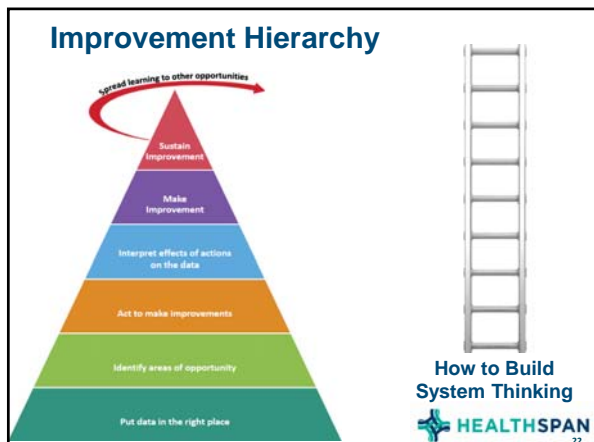 Improvement Hierarchy
Spread learning to other opportunities
Sustain
Improvement
Make
Improvement
Interpret effects of actions
on the data
Act to make improvements
Identify areas of opportunity
Put data in the right place
How to Build
System Thinking
HEALTHSPAN
22